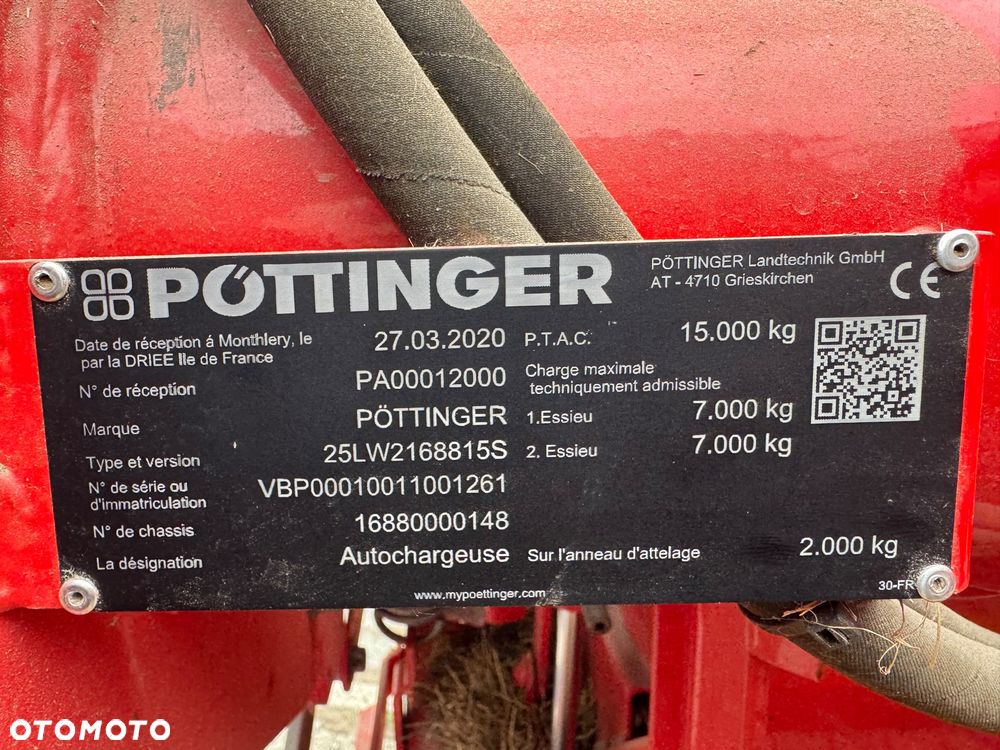 PÖTTINGER
PÖTTINGER Landtechnik GmbH
AT - 4710 Grieskirchen
CE
Date de réception á Monthlery, le
par la DRIEE Ile de France
27.03.2020
P.T.A.C.
15.000 kg
N° de réception
PA00012000
Charge maximale
techniquement admissible
Marque
PÖTTINGER
1.Essieu
7.000 kg
Type et version
25LW2168815S
2. Essieu
7.000 kg
N° de série ou
d'immatriculation
VBP00010011001261
N° de chassis
16880000148
La désignation
Autochargeuse
Sur l'anneau d'attelage
2.000 kg
www.mypoettinger.com
30-FR
OTOMOTO